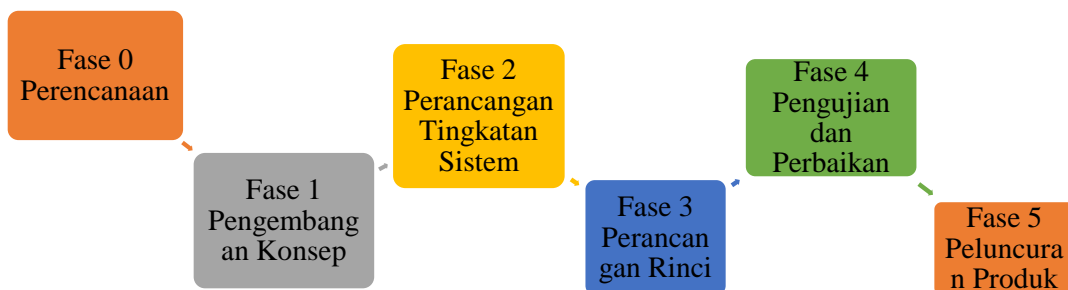 Fase 0
Perencanaan
Fase 1
Pengembang
an Konsep
Fase 2
Perancangan
Tingkatan
Sistem
Fase 3
Perancan
gan Rinci
Fase 4
Pengujian
dan
Perbaikan
Fase 5
Peluncura
n Produk